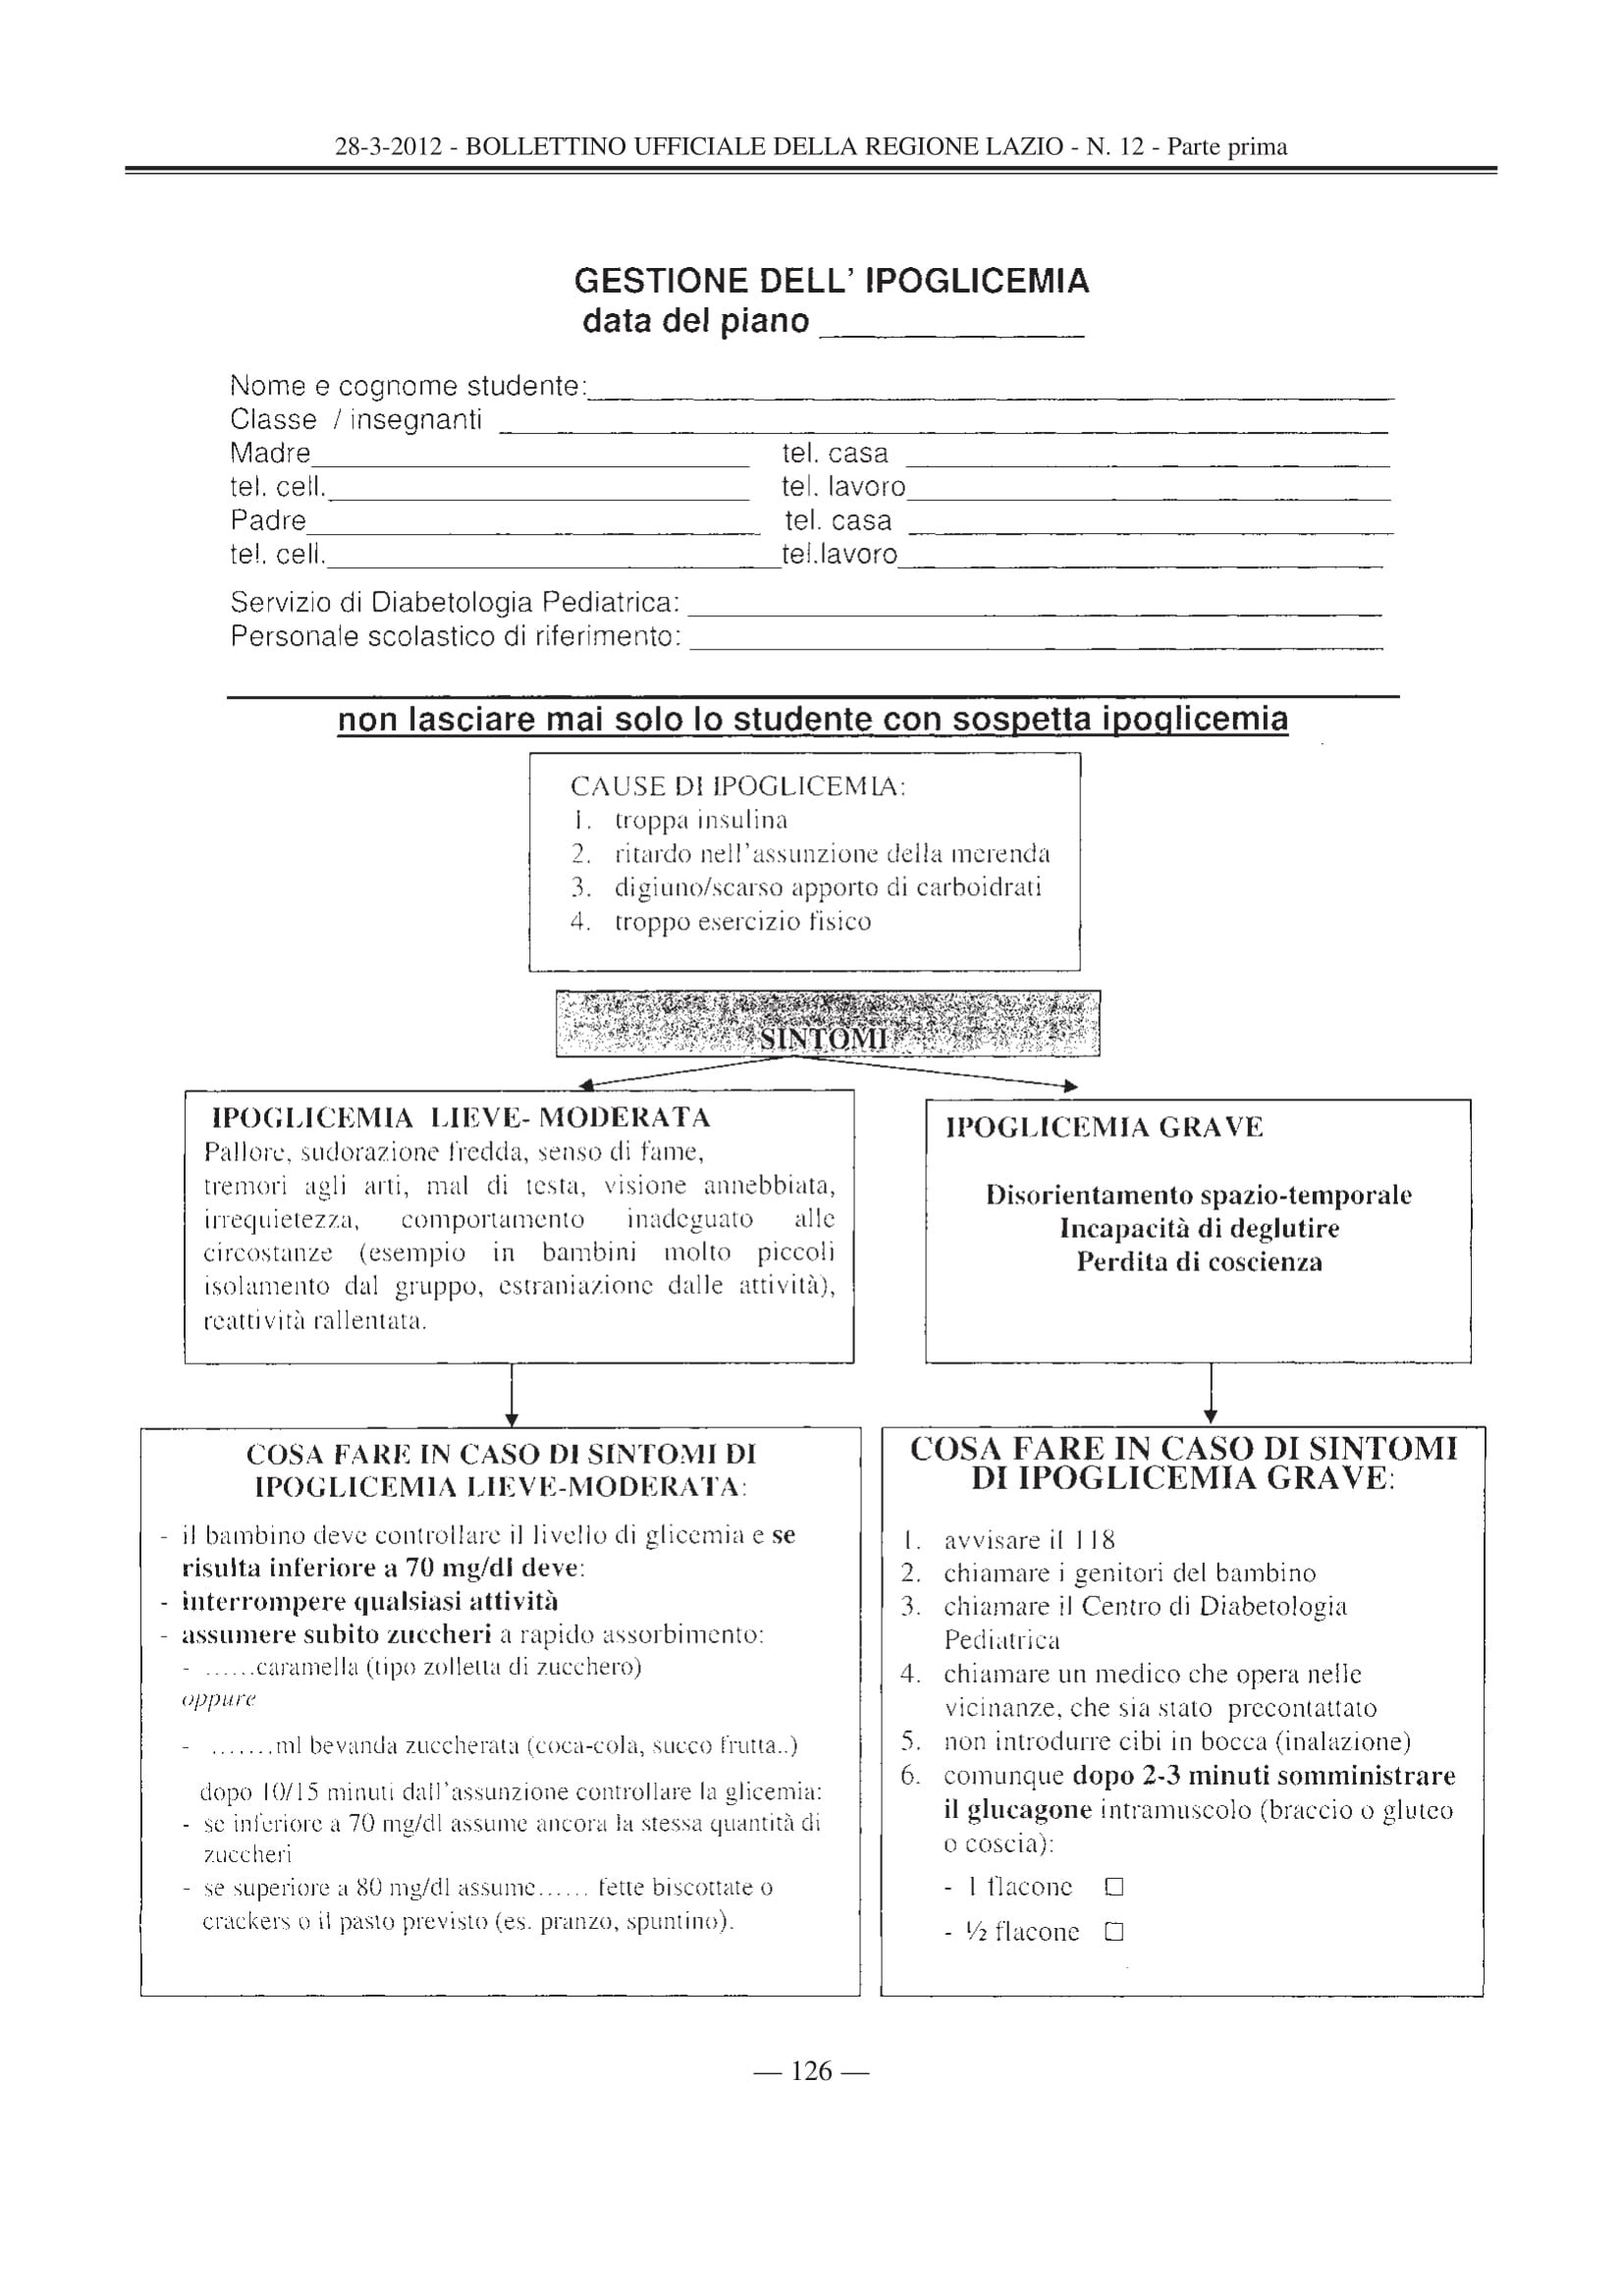 28-3-2012 - BOLLETTINO UFFICIALE DELLA REGIONE LAZIO - N. 12 - Parte prima
GESTIONE DELL' IPOGLICEMIA
data del piano ____________
Nome e cognome studente:____________
Classe / insegnanti ____________
Madre____________ tel. casa ____________
tel. cell.____________ tel. lavoro____________
Padre____________ tel. casa ____________
tel. cell.____________tel.lavoro____________
Servizio di Diabetologia Pediatrica: ____________
Personale scolastico di riferimento: ____________
non lasciare mai solo lo studente con sospetta ipoglicemia
CAUSE DI IPOGLICEMIA:
1. troppa insulina
2. ritardo nell'assunzione della merenda
3. digiuno/scarso apporto di carboidrati
4. troppo esercizio fisico
SINTOMI
IPOGLICEMIA LIEVE- MODERATA
Pallore, sudorazione fredda, senso di fame,
tremori agli arti, mal di testa, visione annebbiata,
irrequietezza, comportamento inadeguato alle
circostanze (esempio in bambini molto piccoli
isolamento dal gruppo, estraniazione dalle attività),
reattività rallentata.
IPOGLICEMIA GRAVE
Disorientamento spazio-temporale
Incapacità di deglutire
Perdita di coscienza
COSA FARE IN CASO DI SINTOMI DI
IPOGLICEMIA LIEVE-MODERATA:
- il bambino deve controllare il livello di glicemia e se
risulta inferiore a 70 mg/dl deve:
- interrompere qualsiasi attività
- assumere subito zuccheri a rapido assorbimento:
- ……caramella (tipo zolletta di zucchero)
oppure
- …….ml bevanda zuccherata (coca-cola, succo frutta..)
dopo 10/15 minuti dall'assunzione controllare la glicemia:
- se inferiore a 70 mg/dl assume ancora la stessa quantità di
zuccheri
- se superiore a 80 mg/dl assume…… fette biscottate o
crackers o il pasto previsto (es. pranzo, spuntino).
COSA FARE IN CASO DI SINTOMI
DI IPOGLICEMIA GRAVE:
1. avvisare il 118
2. chiamare i genitori del bambino
3. chiamare il Centro di Diabetologia
Pediatrica
4. chiamare un medico che opera nelle
vicinanze, che sia stato precontattato
5. non introdurre cibi in bocca (inalazione)
6. comunque dopo 2-3 minuti somministrare
il glucagone intramuscolo (braccio o gluteo
o coscia):
- 1 flacone □
- ½ flacone □
— 126 —